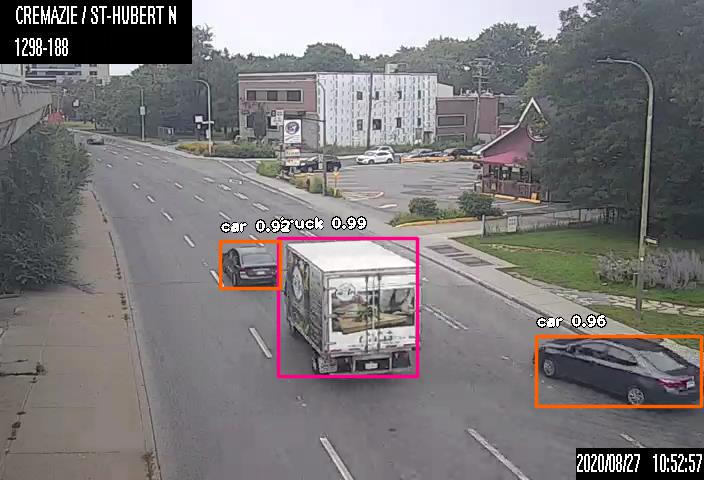 CREMAZIE / ST-HUBERT N
1298-188
car 0.92
truck 0.99
car 0.96
2020/08/27 10:52:57